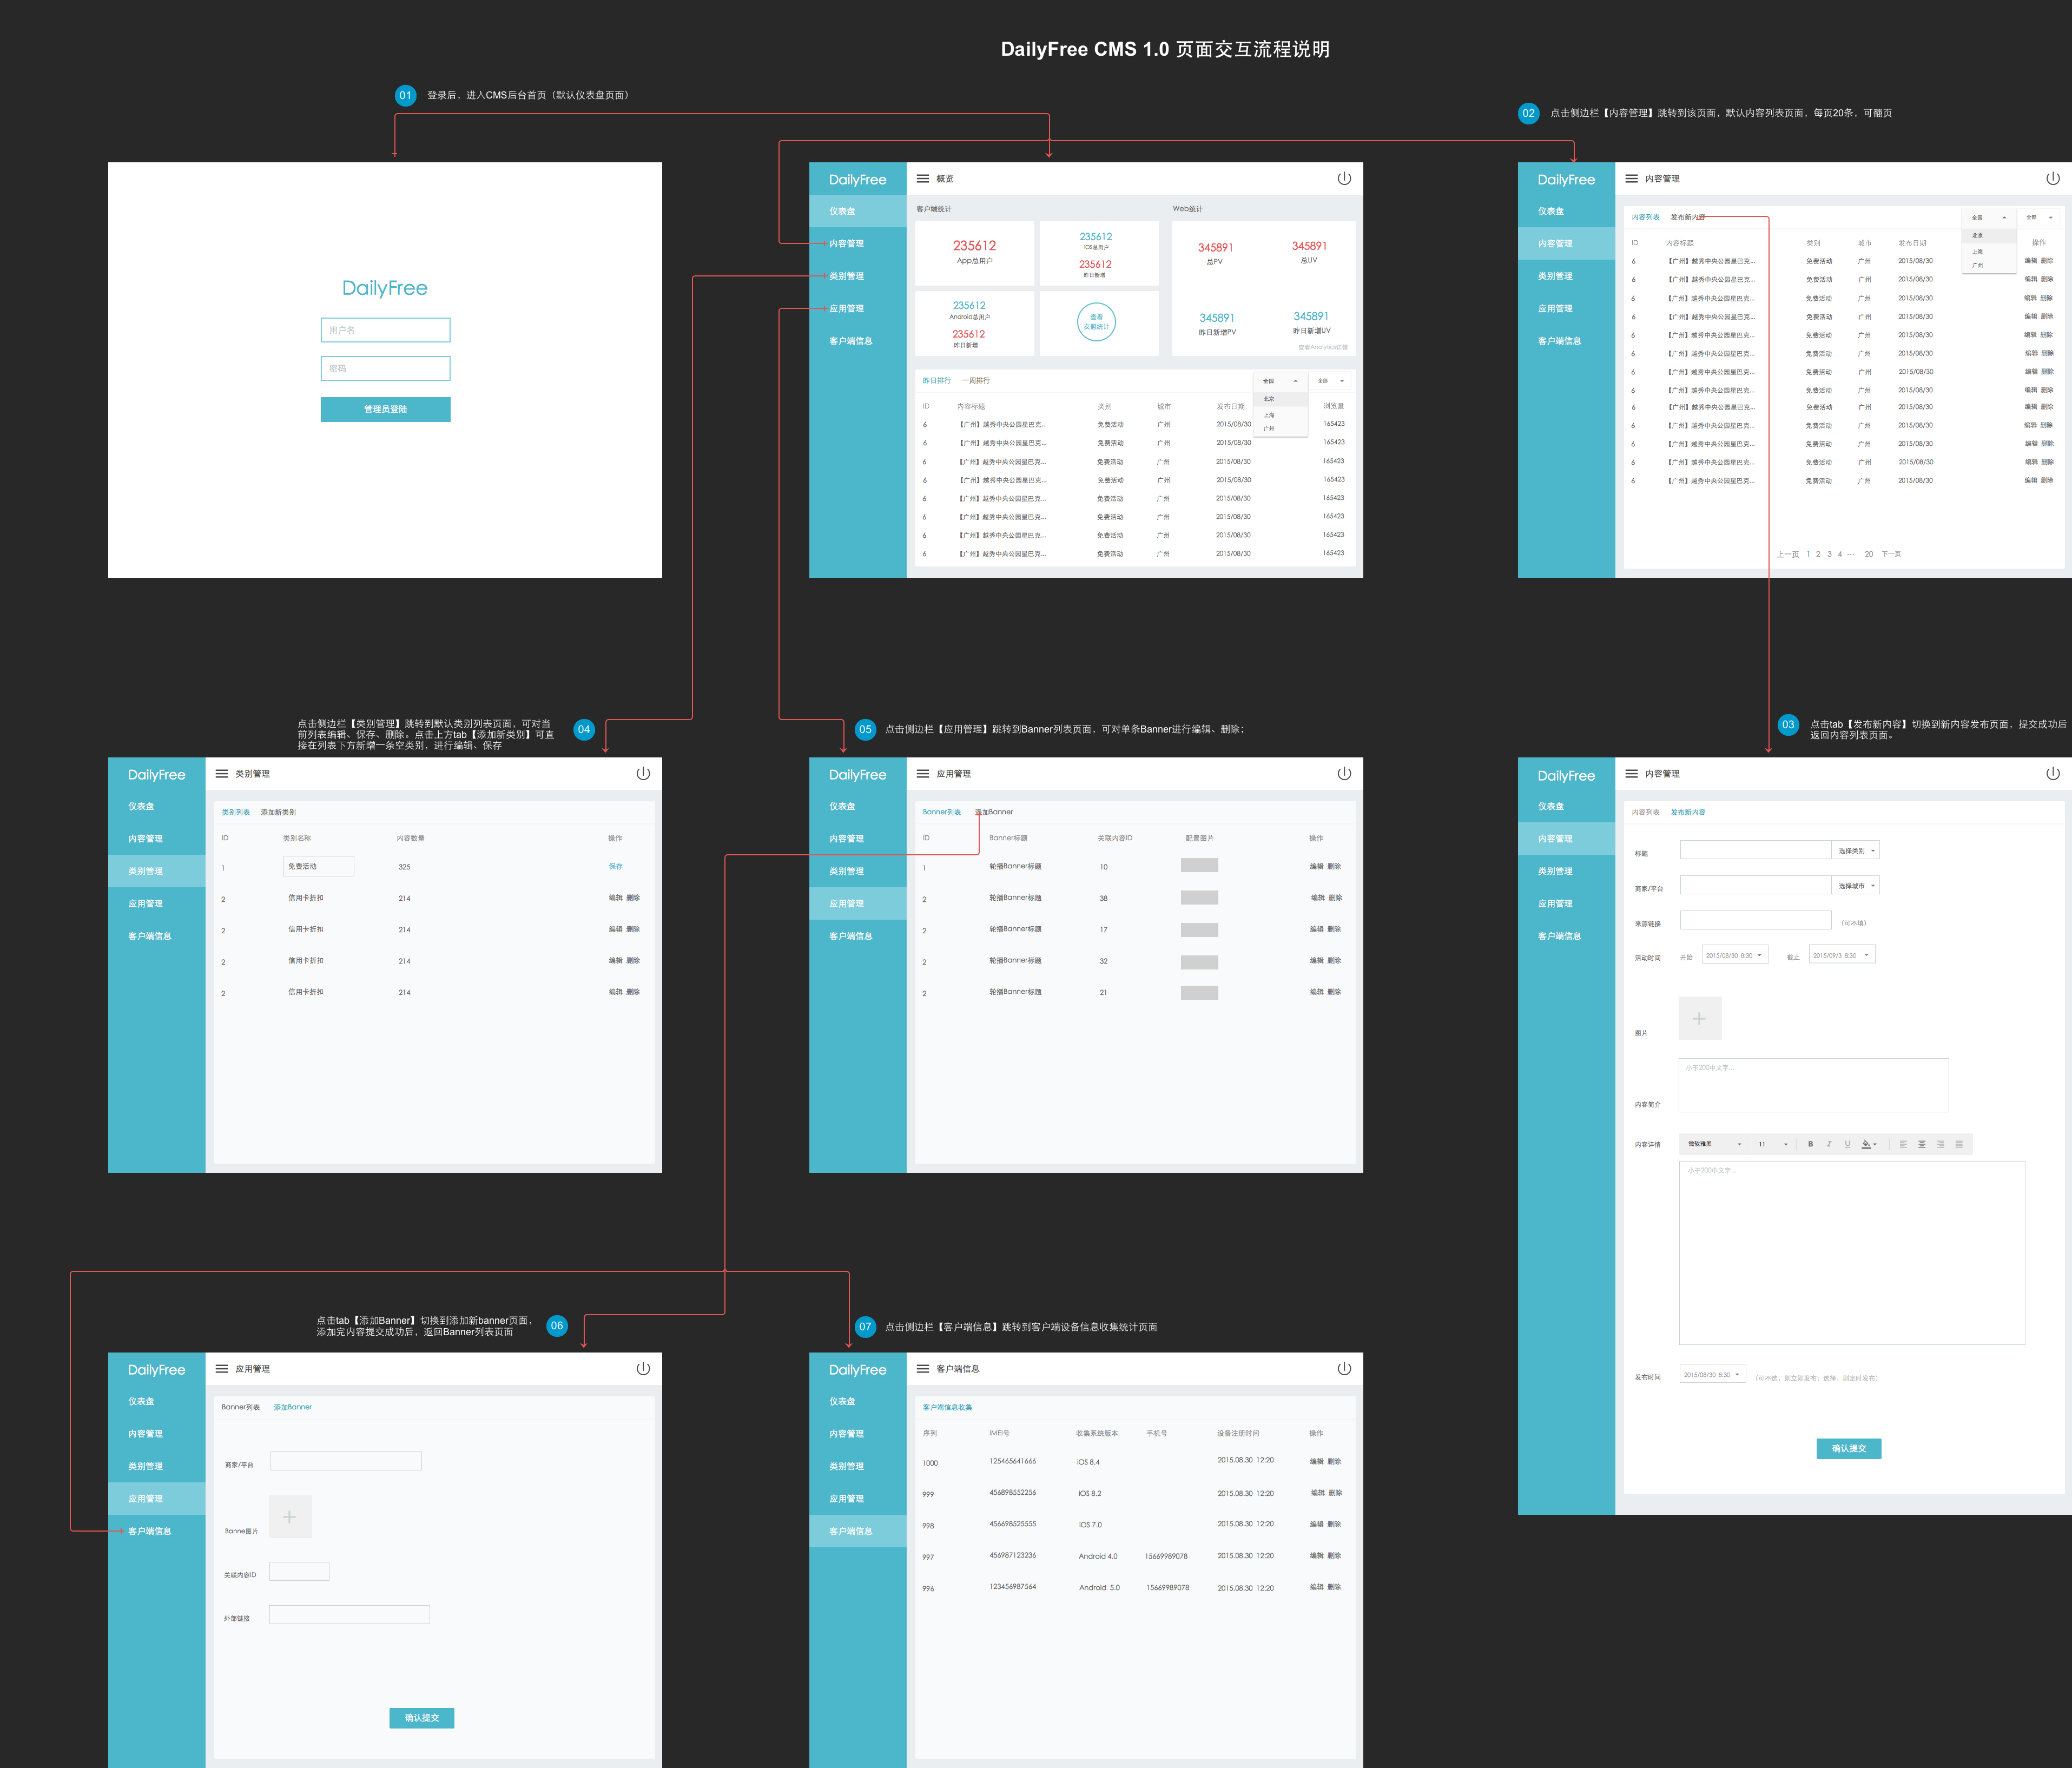 DailyFree CMS 1.0 页面交互流程说明
01 登录后，进入CMS后台首页（默认仪表盘页面）
02 点击侧边栏【内容管理】跳转到该页面，默认内容列表页面，每页20条，可翻页
DailyFree
用户名
密码
管理员登陆
DailyFree
仪表盘
内容管理
类别管理
应用管理
客户端信息
概览
客户端统计
Web统计
235612
App总用户
235612
IOS总用户
235612
昨日新增
235612
Android总用户
235612
昨日新增
查看
友盟统计
345891
总PV
345891
总UV
345891
昨日新增PV
345891
昨日新增UV
查看Analytics详情
昨日排行 一周排行 全国 全部
北京
上海
广州
ID 内容标题 类别 城市 发布日期 浏览量
6 【广州】越秀中央公园星巴克... 免费活动 广州 2015/08/30 165423
6 【广州】越秀中央公园星巴克... 免费活动 广州 2015/08/30 165423
6 【广州】越秀中央公园星巴克... 免费活动 广州 2015/08/30 165423
6 【广州】越秀中央公园星巴克... 免费活动 广州 2015/08/30 165423
6 【广州】越秀中央公园星巴克... 免费活动 广州 2015/08/30 165423
6 【广州】越秀中央公园星巴克... 免费活动 广州 2015/08/30 165423
6 【广州】越秀中央公园星巴克... 免费活动 广州 2015/08/30 165423
6 【广州】越秀中央公园星巴克... 免费活动 广州 2015/08/30 165423
DailyFree
仪表盘
内容管理
类别管理
应用管理
客户端信息
内容管理
内容列表 发布新内容 全国 全部
北京
上海
广州
ID 内容标题 类别 城市 发布日期 操作
6 【广州】越秀中央公园星巴克... 免费活动 广州 2015/08/30 编辑 删除
6 【广州】越秀中央公园星巴克... 免费活动 广州 2015/08/30 编辑 删除
6 【广州】越秀中央公园星巴克... 免费活动 广州 2015/08/30 编辑 删除
6 【广州】越秀中央公园星巴克... 免费活动 广州 2015/08/30 编辑 删除
6 【广州】越秀中央公园星巴克... 免费活动 广州 2015/08/30 编辑 删除
6 【广州】越秀中央公园星巴克... 免费活动 广州 2015/08/30 编辑 删除
6 【广州】越秀中央公园星巴克... 免费活动 广州 2015/08/30 编辑 删除
6 【广州】越秀中央公园星巴克... 免费活动 广州 2015/08/30 编辑 删除
6 【广州】越秀中央公园星巴克... 免费活动 广州 2015/08/30 编辑 删除
6 【广州】越秀中央公园星巴克... 免费活动 广州 2015/08/30 编辑 删除
6 【广州】越秀中央公园星巴克... 免费活动 广州 2015/08/30 编辑 删除
6 【广州】越秀中央公园星巴克... 免费活动 广州 2015/08/30 编辑 删除
6 【广州】越秀中央公园星巴克... 免费活动 广州 2015/08/30 编辑 删除
上一页 1 2 3 4 ··· 20 下一页
点击侧边栏【类别管理】跳转到默认类别列表页面，可对当
前列表编辑、保存、删除。点击上方tab【添加新类别】可直
接在列表下方新增一条空类别，进行编辑、保存
04
05 点击侧边栏【应用管理】跳转到Banner列表页面，可对单条Banner进行编辑、删除；
03 点击tab【发布新内容】切换到新内容发布页面，提交成功后
返回内容列表页面。
DailyFree
仪表盘
内容管理
类别管理
应用管理
客户端信息
类别管理
类别列表 添加新类别
ID 类别名称 内容数量 操作
1 免费活动 325 保存
2 信用卡折扣 214 编辑 删除
2 信用卡折扣 214 编辑 删除
2 信用卡折扣 214 编辑 删除
2 信用卡折扣 214 编辑 删除
DailyFree
仪表盘
内容管理
类别管理
应用管理
客户端信息
应用管理
Banner列表 添加Banner
ID Banner标题 关联内容ID 配置图片 操作
1 轮播Banner标题 10 编辑 删除
2 轮播Banner标题 38 编辑 删除
2 轮播Banner标题 17 编辑 删除
2 轮播Banner标题 32 编辑 删除
2 轮播Banner标题 21 编辑 删除
DailyFree
仪表盘
内容管理
类别管理
应用管理
客户端信息
内容管理
内容列表 发布新内容
标题 选择类别
商家/平台 选择城市
来源链接 （可不填）
活动时间 开始 2015/08/30 8:30 截止 2015/09/3 8:30
图片
小于200中文字...
内容简介
内容详情 微软雅黑 11 B I U
小于200中文字...
发布时间 2015/08/30 8:30 （可不选，则立即发布；选择，则定时发布）
确认提交
点击tab【添加Banner】切换到添加新banner页面，
添加完内容提交成功后，返回Banner列表页面
06
07 点击侧边栏【客户端信息】跳转到客户端设备信息收集统计页面
DailyFree
仪表盘
内容管理
类别管理
应用管理
客户端信息
应用管理
Banner列表 添加Banner
商家/平台
Banne图片
关联内容ID
外部链接
确认提交
DailyFree
仪表盘
内容管理
类别管理
应用管理
客户端信息
客户端信息
客户端信息收集
序列 IMEI号 收集系统版本 手机号 设备注册时间 操作
1000 125465641666 iOS 8.4 2015.08.30 12:20 编辑 删除
999 456898552256 iOS 8.2 2015.08.30 12:20 编辑 删除
998 456698525555 iOS 7.0 2015.08.30 12:20 编辑 删除
997 456987123236 Android 4.0 15669989078 2015.08.30 12:20 编辑 删除
996 123456987564 Android 5.0 15669989078 2015.08.30 12:20 编辑 删除